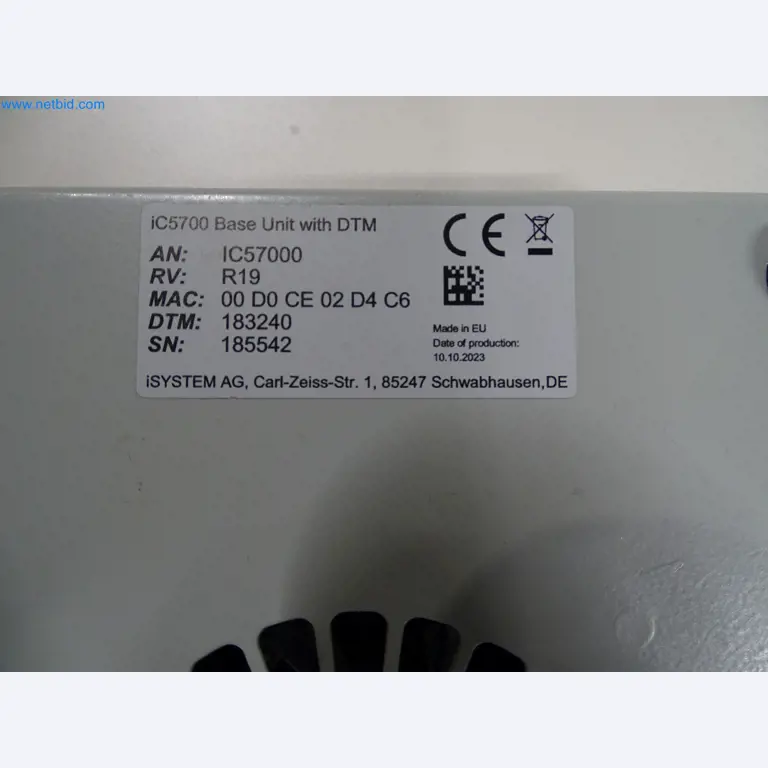 www.netbid.com
iC5700 Base Unit with DTM
AN: IC57000
RV: R19
MAC: 00 D0 CE 02 D4 C6
DTM: 183240
SN: 185542
CE
Made in EU
Date of production:
10.10.2023
iSYSTEM AG, Carl-Zeiss-Str. 1, 85247 Schwabhausen,DE